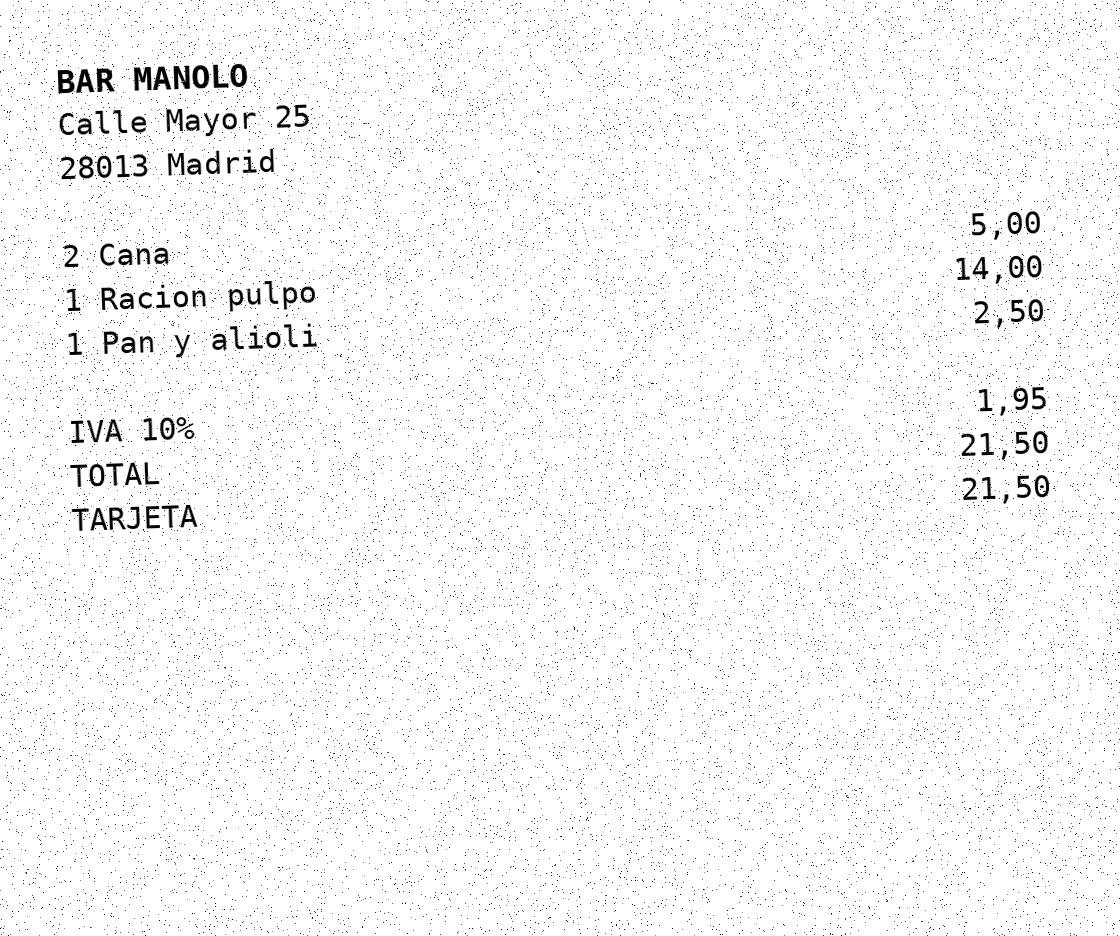 BAR MANOLO
Calle Mayor 25
28013 Madrid
2 Cana 5,00
1 Racion pulpo 14,00
1 Pan y alioli 2,50
IVA 10% 1,95
TOTAL 21,50
TARJETA 21,50